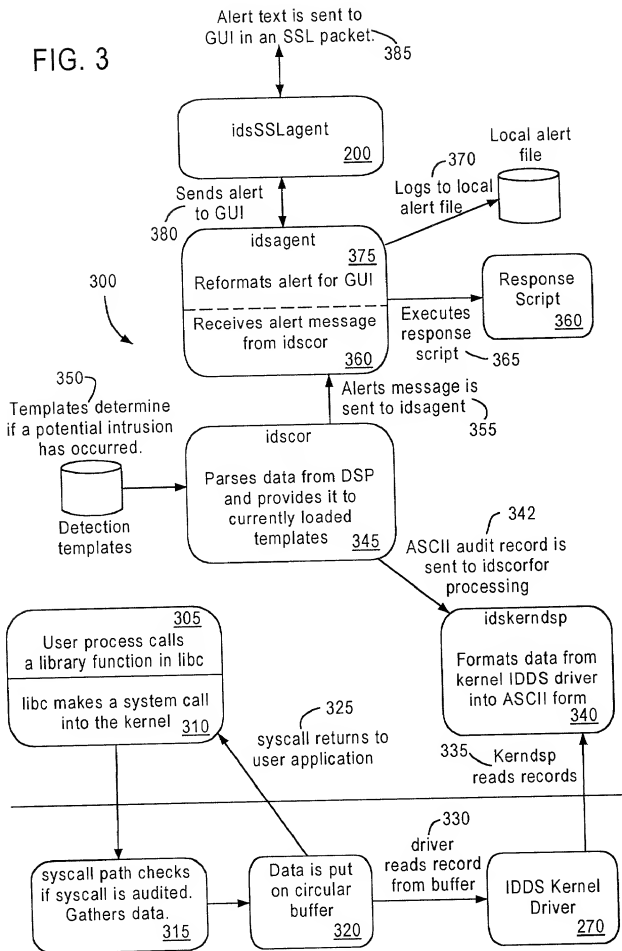 FIG. 3
Alert text is sent to
GUI in an SSL packet.
385
idsSSLagent
200
Sends alert
to GUI
380
370
Logs to local
alert file
Local alert
file
idsagent
375
Reformats alert for GUI
Receives alert message
from idscor
360
Executes
response
script
365
Response
Script
360
300
Alerts message is
sent to idsagent
355
350
Templates determine
if a potential intrusion
has occurred.
Detection
templates
idscor
Parses data from DSP
and provides it to
currently loaded
templates
345
342
ASCII audit record is
sent to idscorfor
processing
305
User process calls
a library function in libc
libc makes a system call
into the kernel
310
325
syscall returns to
user application
idskerndsp
Formats data from
kernel IDDS driver
into ASCII form
340
335
Kerndsp
reads records
syscall path checks
if syscall is audited.
Gathers data.
315
Data is put
on circular
buffer
320
330
driver
reads record
from buffer
IDDS Kernel
Driver
270